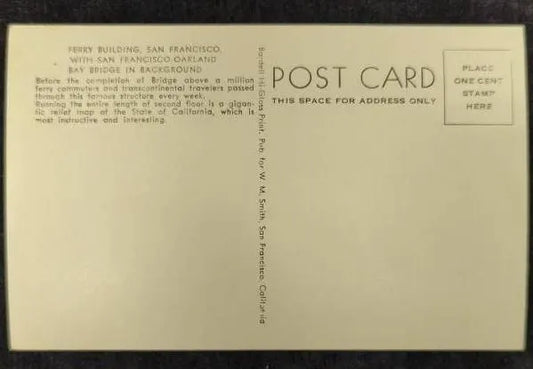 FERRY BUILDING, SAN FRANCISCO,
WITH SAN FRANCISCO-OAKLAND
BAY BRIDGE IN BACKGROUND
Before the completion of Bridge above a million
ferry commuters and transcontinental travelers passed
through this famous structure every week.
Running the entire length of second floor is a gigan-
tic relief map of the State of California, which is
most instructive and interesting.
Bardell Hi-Gloss Print, Pub. for W. M. Smith, San Francisco, California
POST CARD
THIS SPACE FOR ADDRESS ONLY
PLACE
ONE CENT
STAMP
HERE